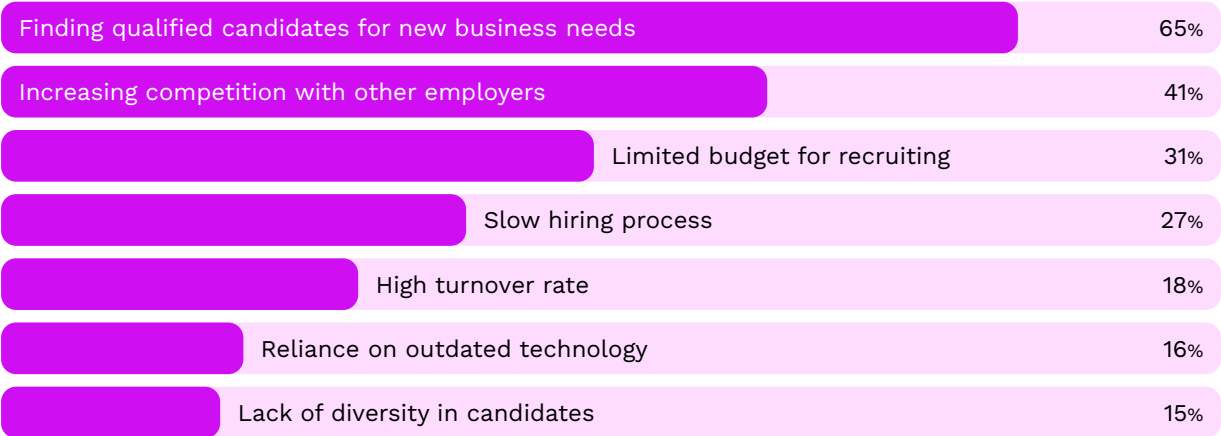 Finding qualified candidates for new business needs 65%
Increasing competition with other employers 41%
Limited budget for recruiting 31%
Slow hiring process 27%
High turnover rate 18%
Reliance on outdated technology 16%
Lack of diversity in candidates 15%